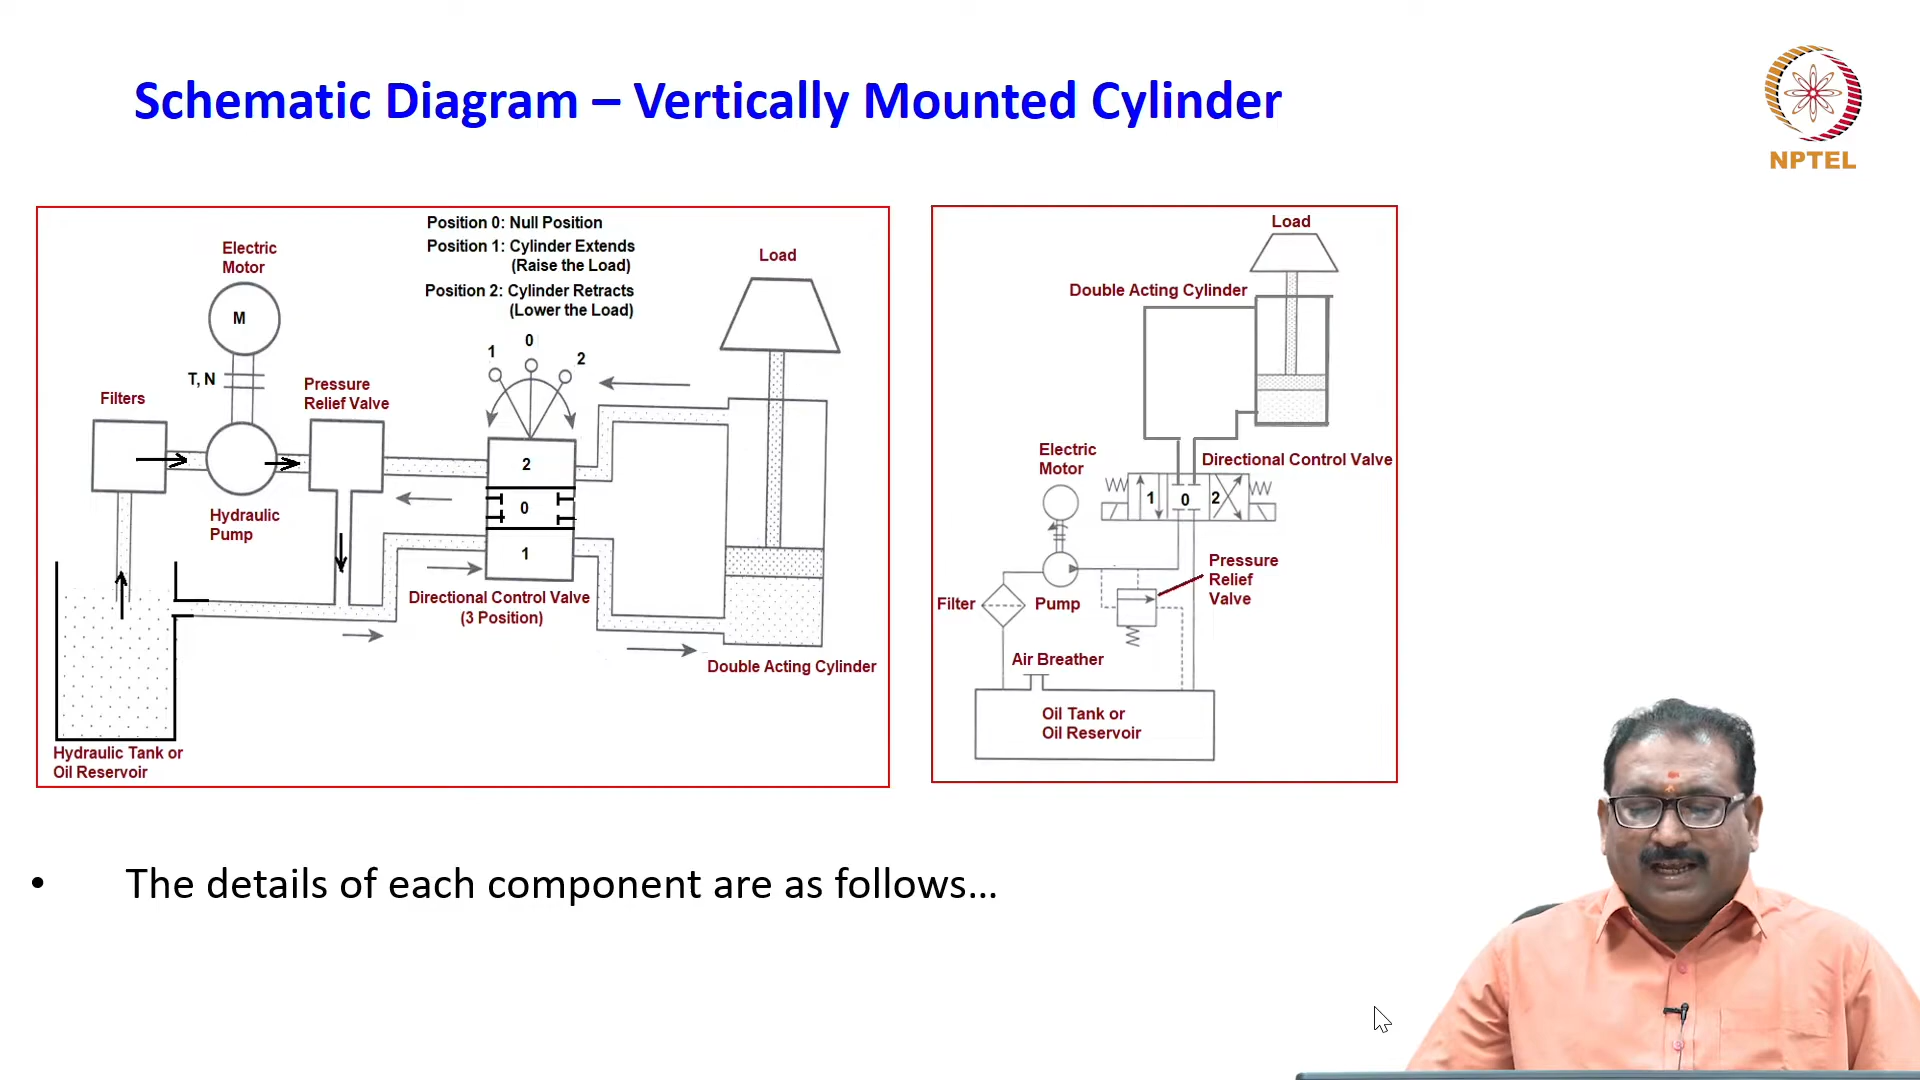 Schematic Diagram – Vertically Mounted Cylinder
NPTEL
Position 0: Null Position
Position 1: Cylinder Extends
(Raise the Load)
Position 2: Cylinder Retracts
(Lower the Load)
Electric
Motor
M
T, N
Filters
Pressure
Relief Valve
Hydraulic
Pump
1
0
2
2
0
1
Directional Control Valve
(3 Position)
Load
Double Acting Cylinder
Hydraulic Tank or
Oil Reservoir
Load
Double Acting Cylinder
Electric
Motor
Directional Control Valve
1
0
2
Pressure
Relief
Valve
Filter
Pump
Air Breather
Oil Tank or
Oil Reservoir
• The details of each component are as follows...